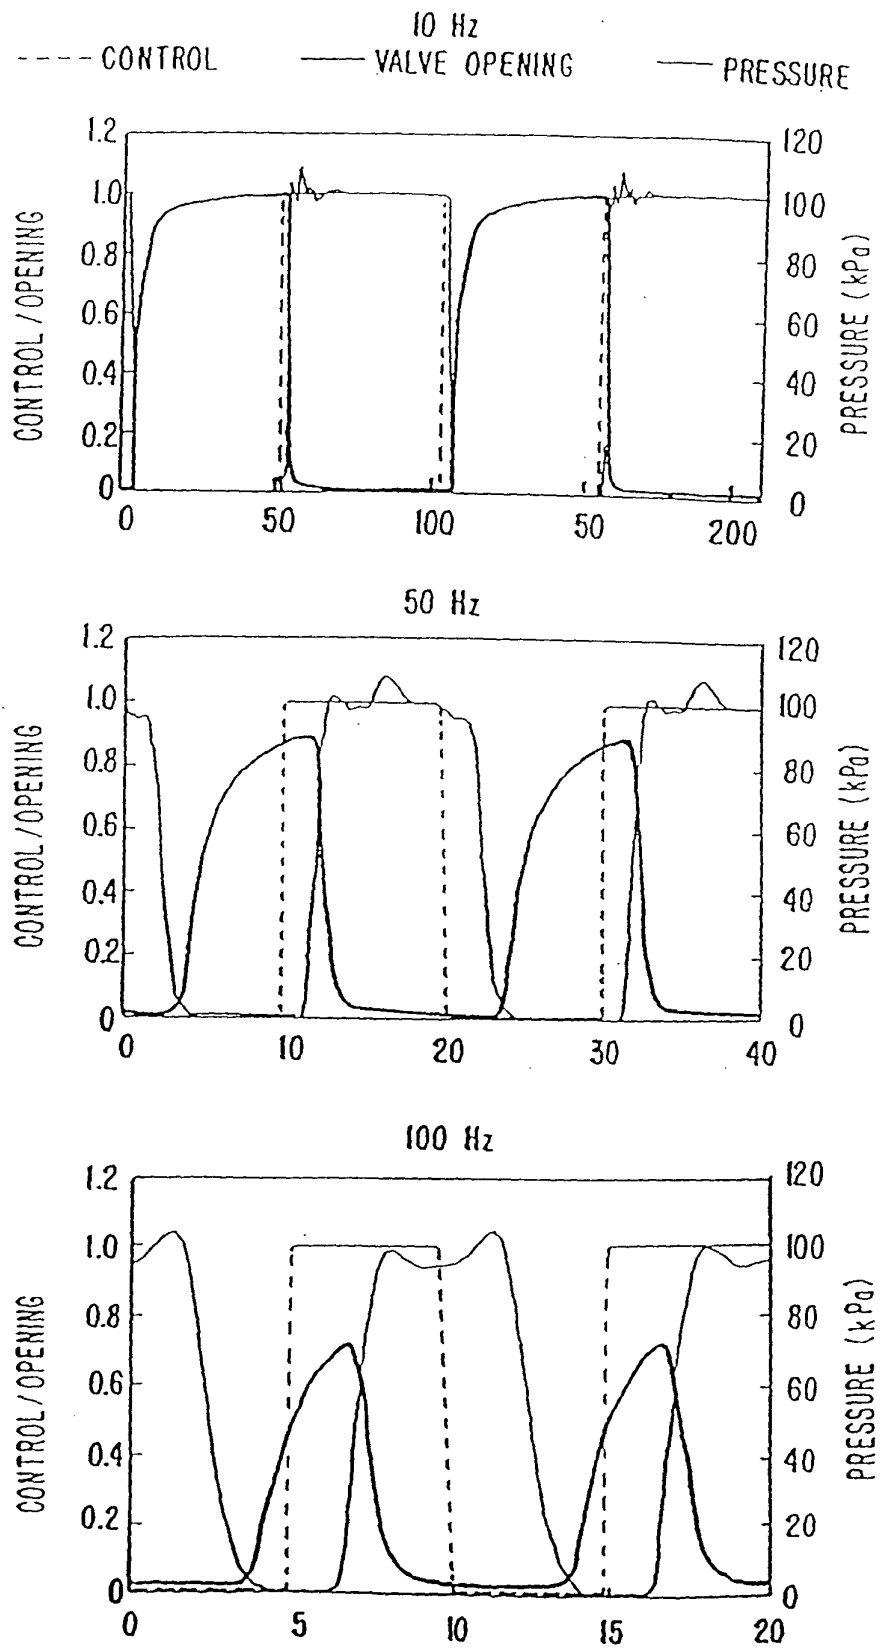 10 Hz
CONTROL VALVE OPENING PRESSURE
1.2 120
1.0 100
0.8 80
0.6 60
0.4 40
0.2 20
0 0
CONTROL/OPENING
PRESSURE (kPa)
0 50 100 50 200
50 Hz
1.2 120
1.0 100
0.8 80
0.6 60
0.4 40
0.2 20
0 0
CONTROL/OPENING
PRESSURE (kPa)
0 10 20 30 40
100 Hz
1.2 120
1.0 100
0.8 80
0.6 60
0.4 40
0.2 20
0 0
CONTROL/OPENING
PRESSURE (kPa)
0 5 10 15 20